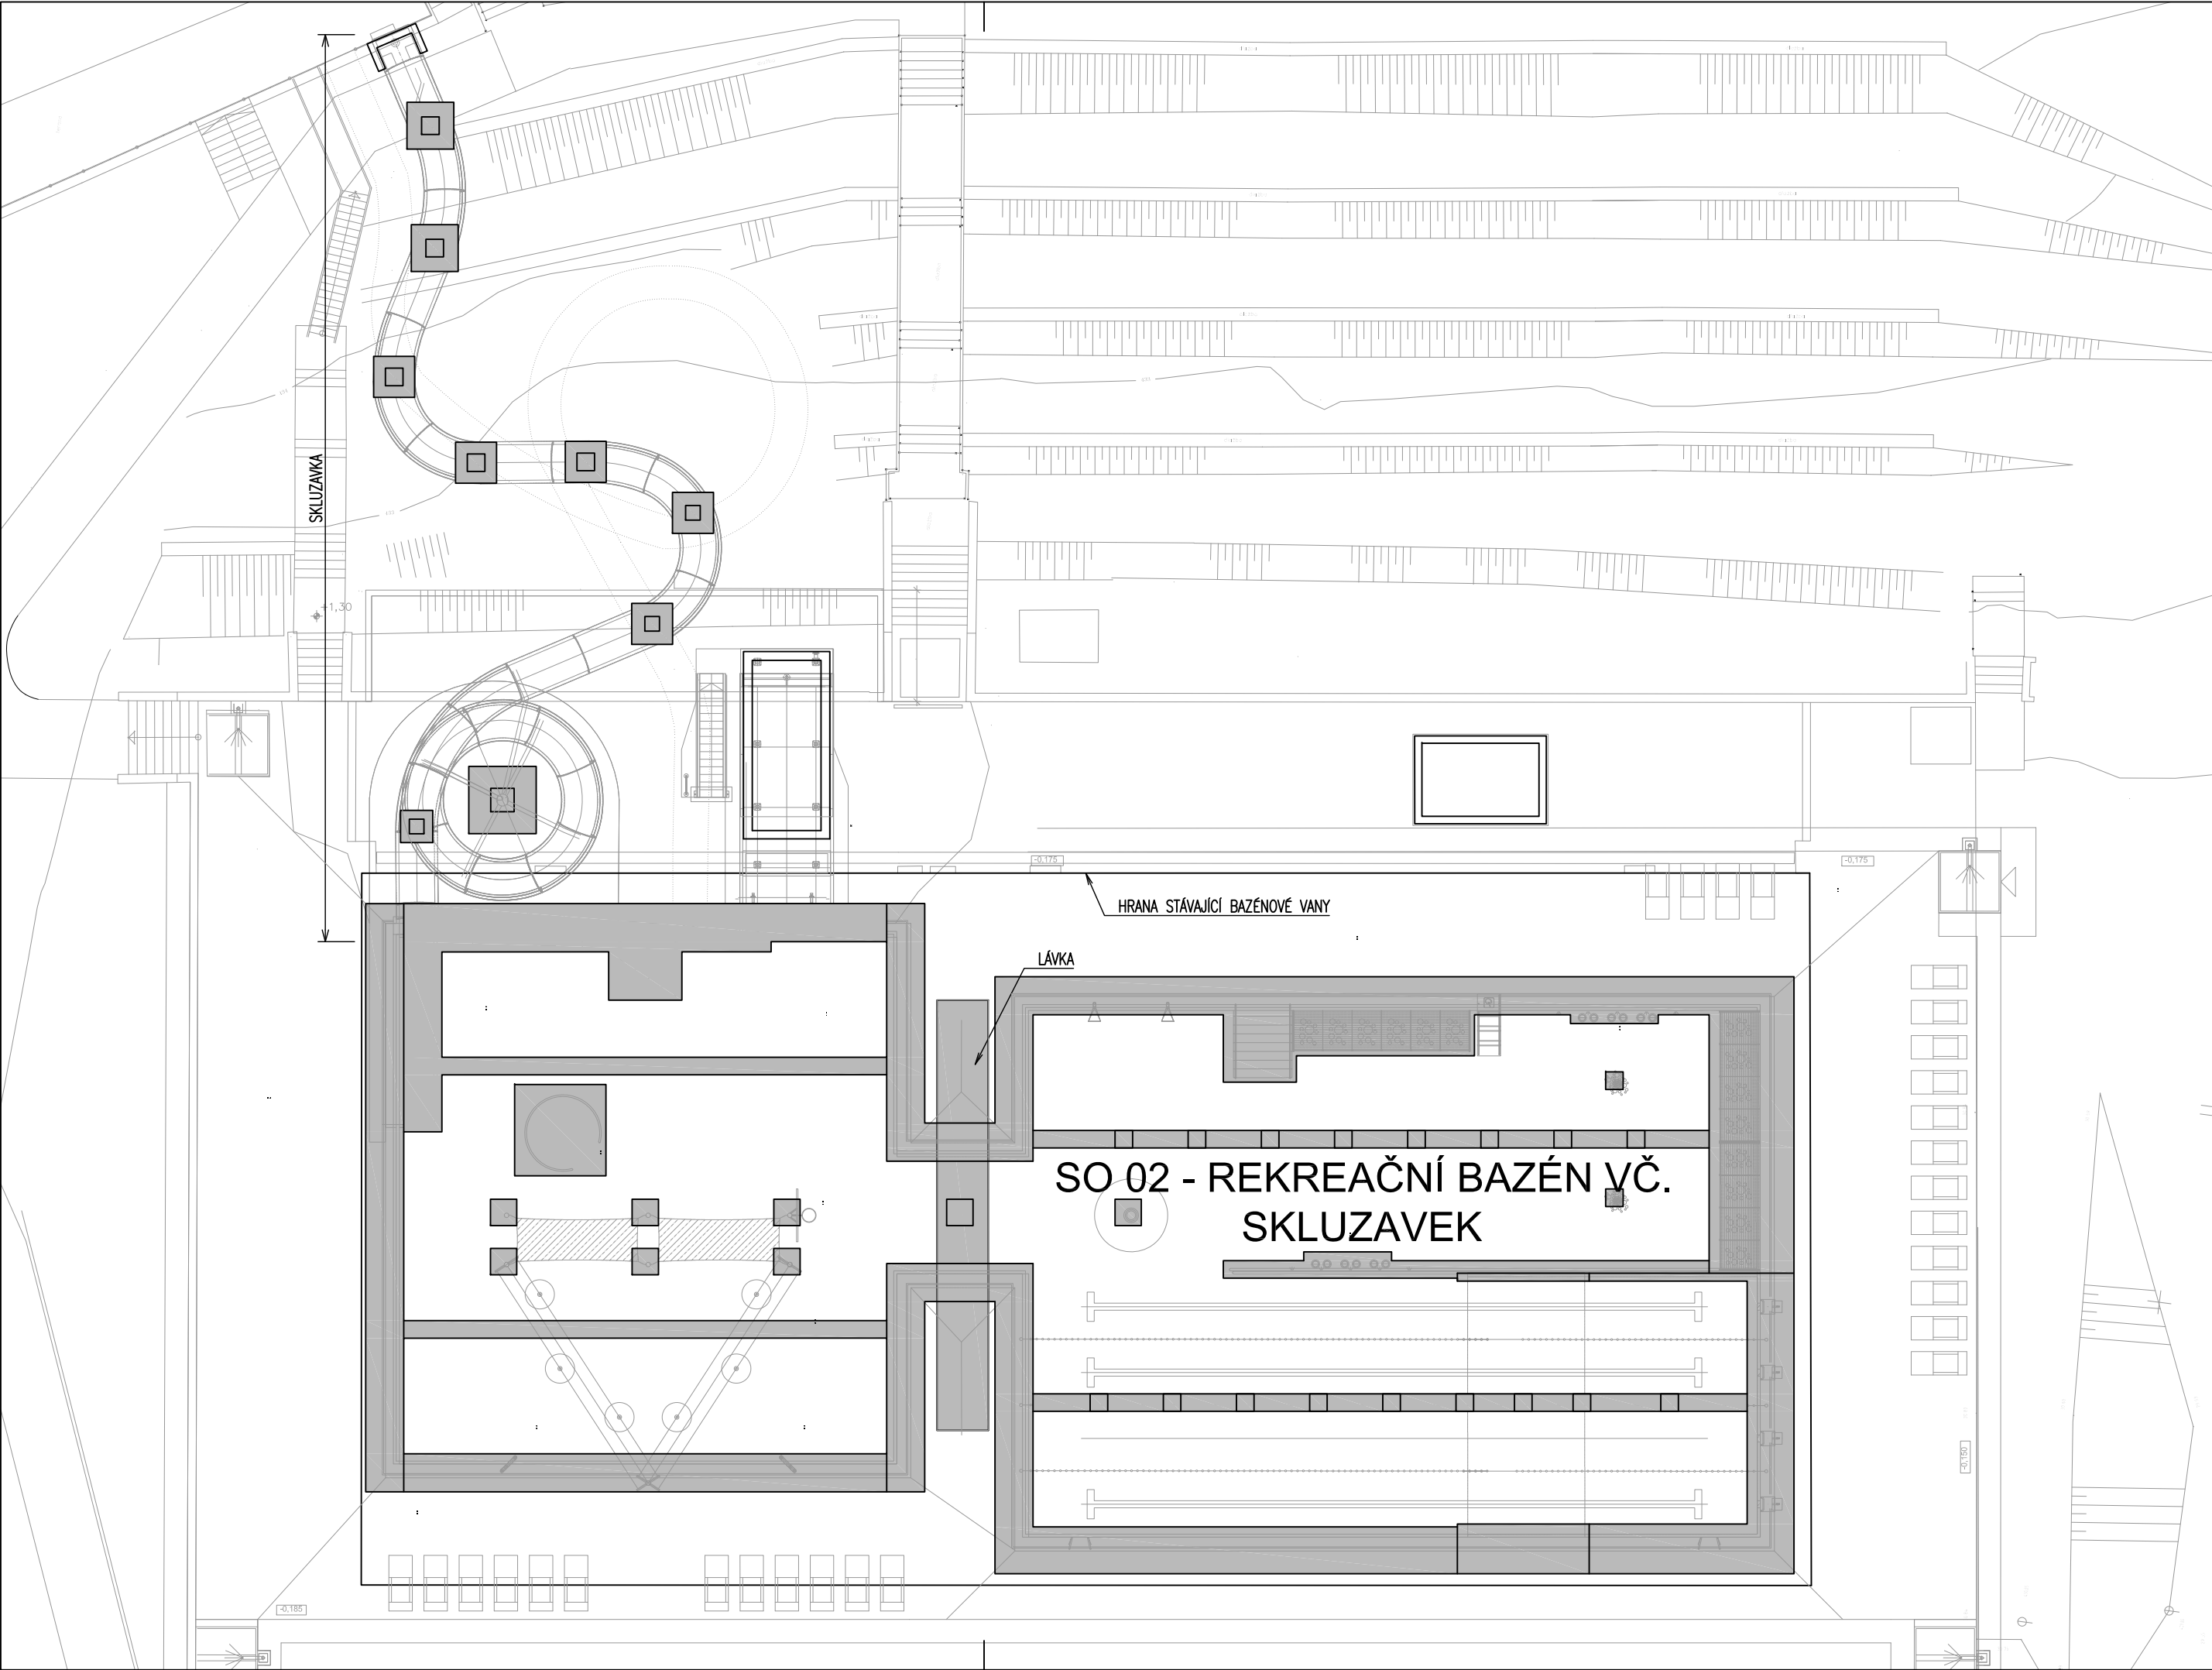 SKLUZAVKA
+1,30
-0,175
-0,175
HRANA STÁVAJÍCÍ BAZÉNOVÉ VANY
LÁVKA
SO 02 - REKREAČNÍ BAZÉN VČ.
SKLUZAVEK
-0,150
-0,185